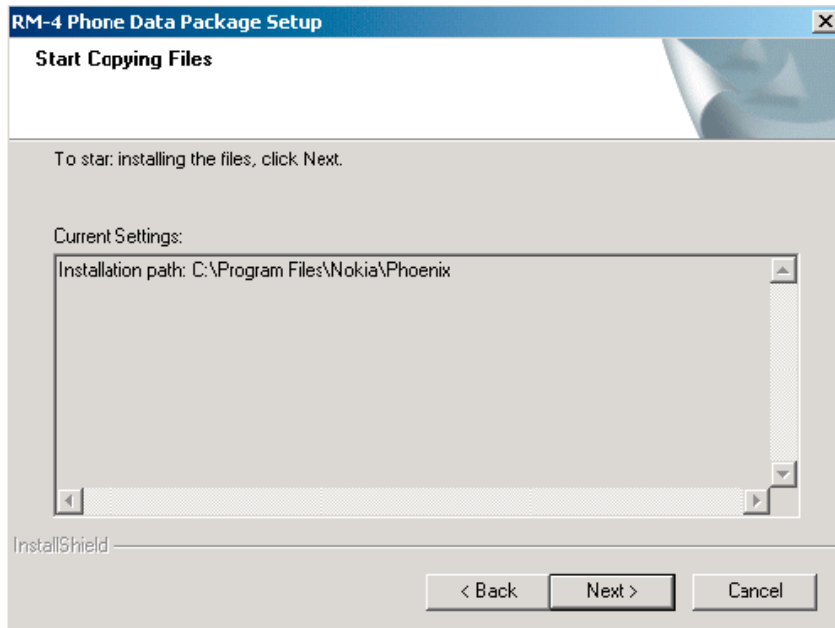 RM-4 Phone Data Package Setup
Start Copying Files
To start installing the files, click Next.
Current Settings:
Installation path: C:\Program Files\Nokia\Phoenix
InstallShield
< Back
Next >
Cancel